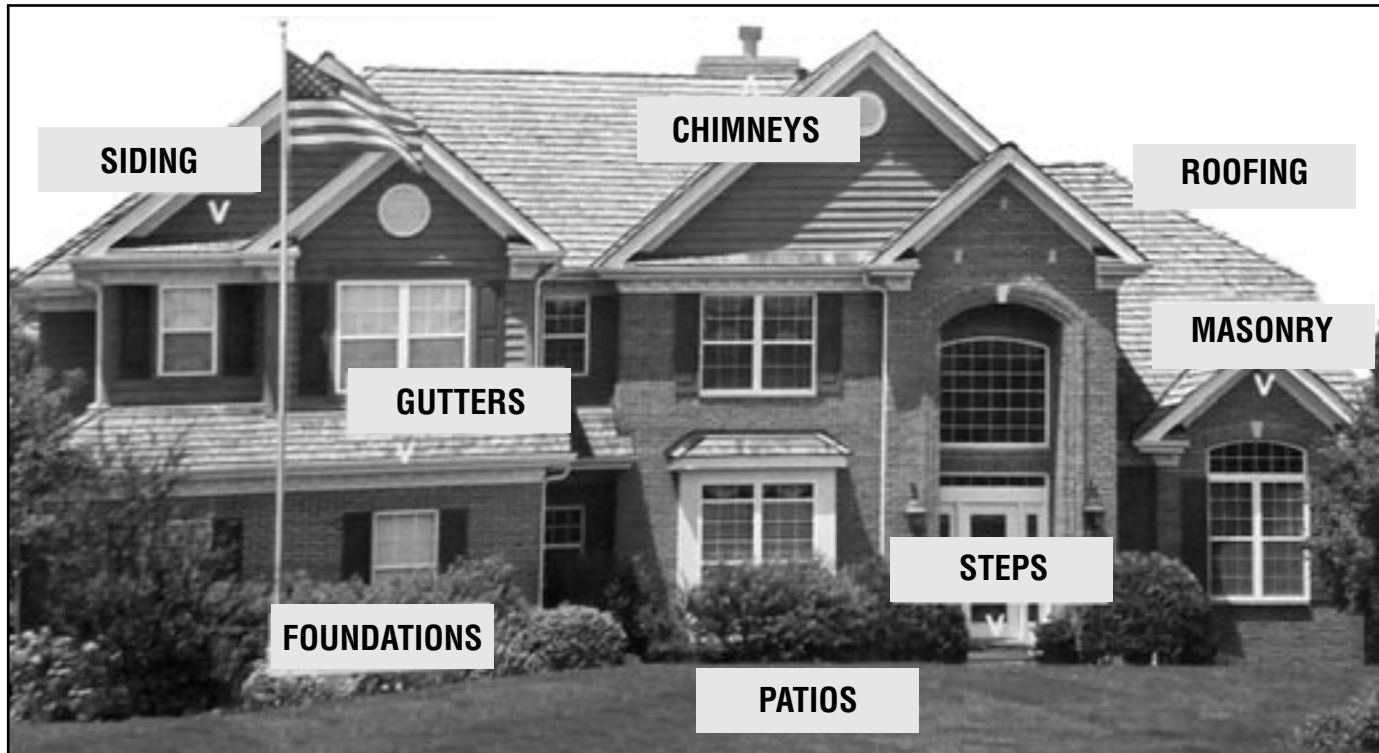 CHIMNEYS
SIDING
ROOFING
MASONRY
GUTTERS
STEPS
FOUNDATIONS
PATIOS